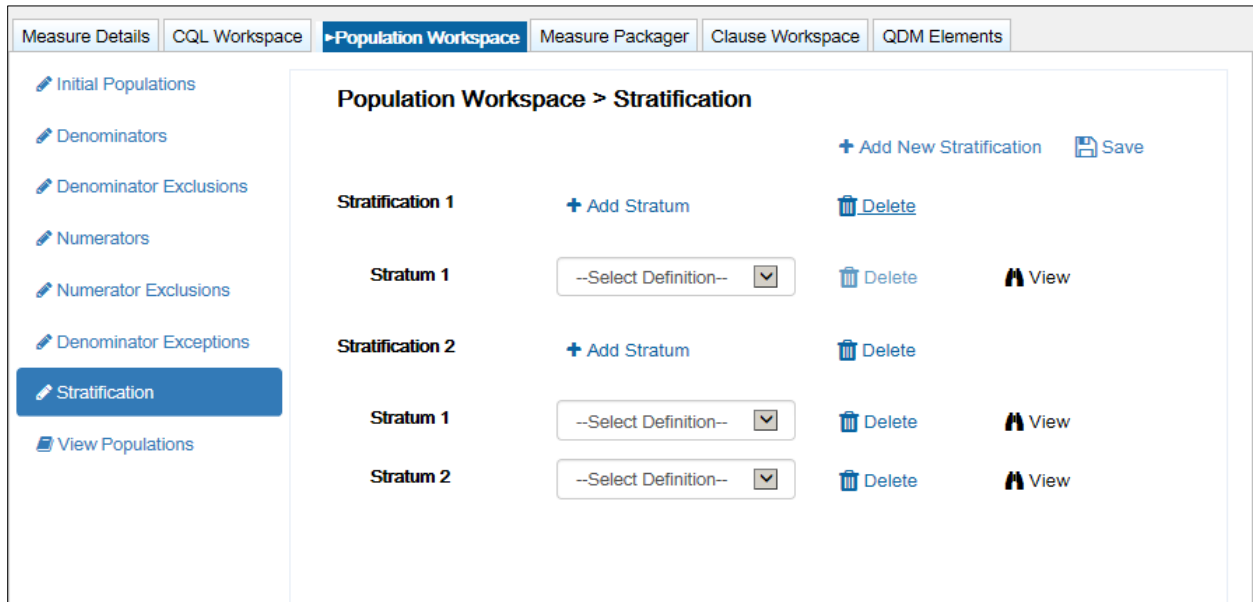 Measure Details CQL Workspace ►Population Workspace Measure Packager Clause Workspace QDM Elements
Initial Populations
Denominators
Denominator Exclusions
Numerators
Numerator Exclusions
Denominator Exceptions
Stratification
View Populations
Population Workspace > Stratification
+ Add New Stratification Save
Stratification 1 + Add Stratum Delete
Stratum 1 --Select Definition-- Delete View
Stratification 2 + Add Stratum Delete
Stratum 1 --Select Definition-- Delete View
Stratum 2 --Select Definition-- Delete View